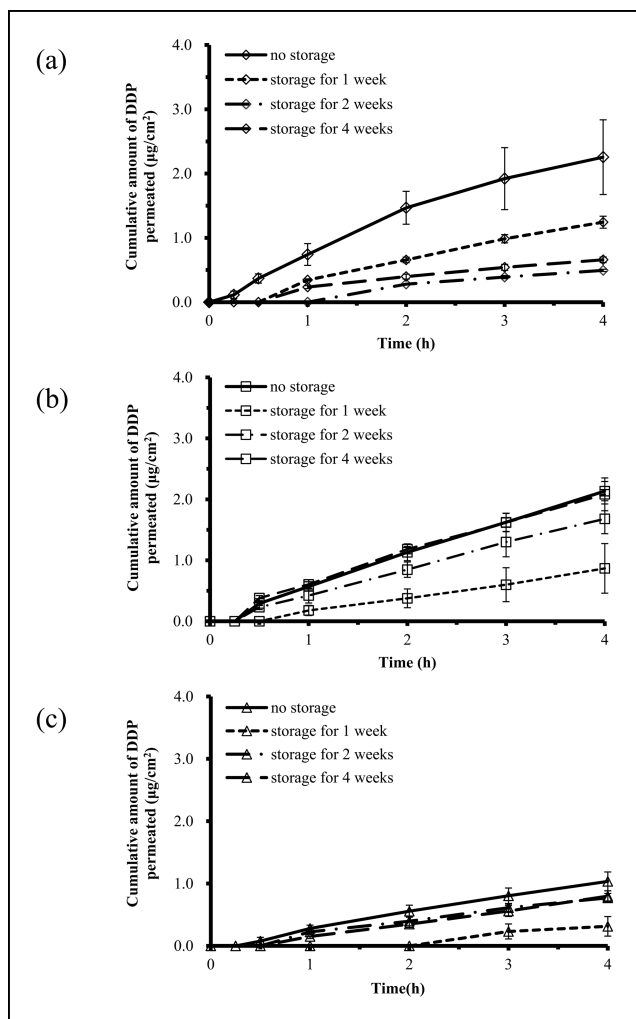 (a)
4.0
3.0
2.0
1.0
0.0
Cumulative amount of DDP
permeated (µg/cm²)
no storage
storage for 1 week
storage for 2 weeks
storage for 4 weeks
0 1 2 3 4
Time (h)
(b)
4.0
3.0
2.0
1.0
0.0
Cumulative amount of DDP
permeated (µg/cm²)
no storage
storage for 1 week
storage for 2 weeks
storage for 4 weeks
0 1 2 3 4
Time (h)
(c)
4.0
3.0
2.0
1.0
0.0
Cumulative amount of DDP
permeated (µg/cm²)
no storage
storage for 1 week
storage for 2 weeks
storage for 4 weeks
0 1 2 3 4
Time(h)